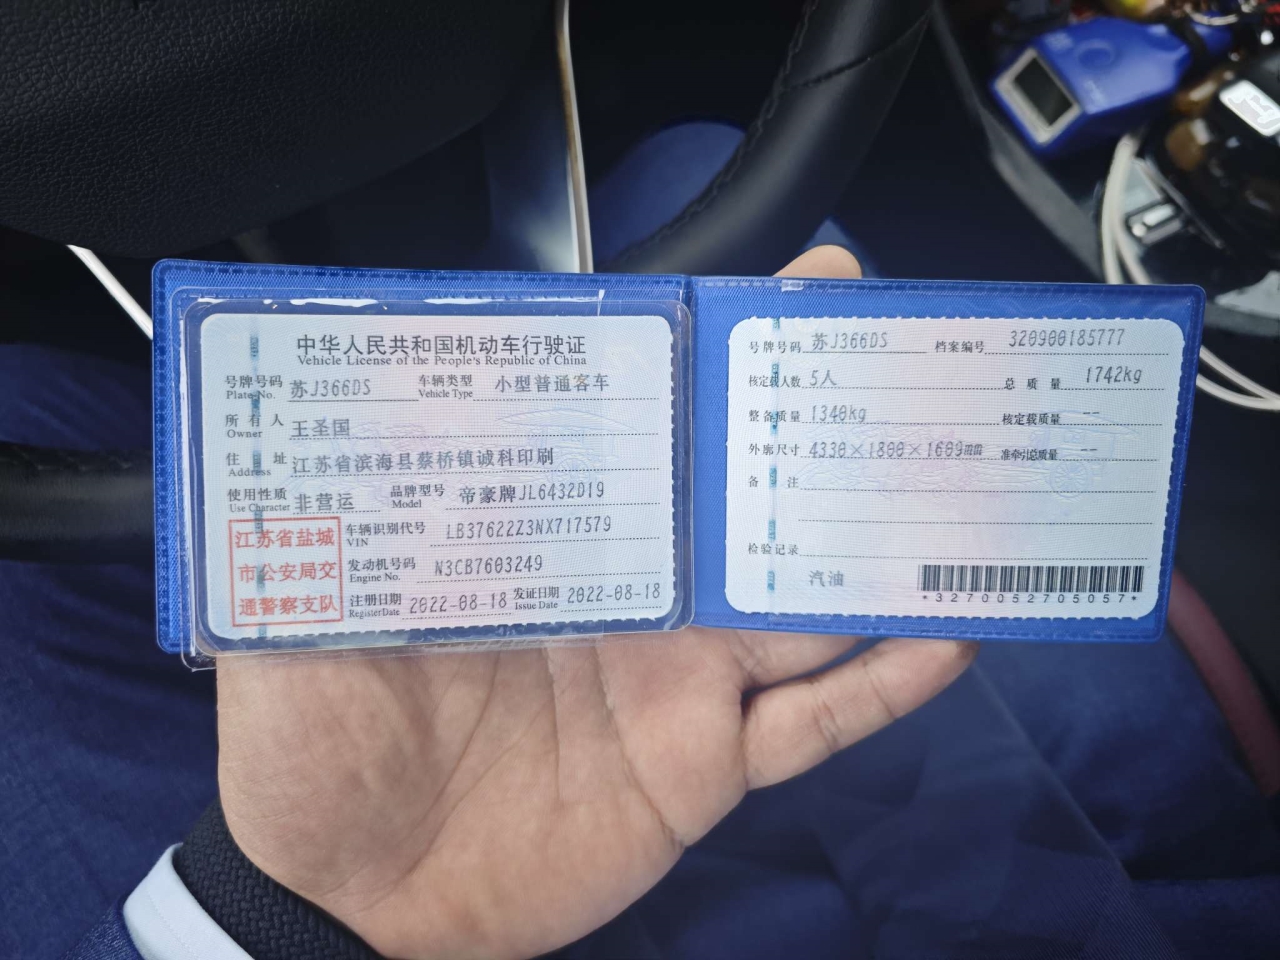 中华人民共和国机动车行驶证
Vehicle License of the People's Republic of China
号牌号码 苏J366DS 车辆类型 小型普通客车
Plate No. Vehicle Type
所有人 王圣国
Owner
住址 江苏省滨海县蔡桥镇诚科印刷
Address
使用性质 非营运 品牌型号 帝豪牌JL6432D19
Use Character Model
江苏省盐城
市公安局交
通警察支队
车辆识别代号 LB37622Z3NX717579
VIN
发动机号码 N3CB7603249
Engine No.
注册日期 2022-08-18 发证日期 2022-08-18
Register Date Issue Date
号牌号码 苏J366DS 档案编号 320900185777
核定载人数 5人 总质量 1742kg
整备质量 1340kg 核定载质量 --
外廓尺寸 4330×1800×1609mm 准牵引总质量 --
备注
检验记录
汽油
*3270052705057*